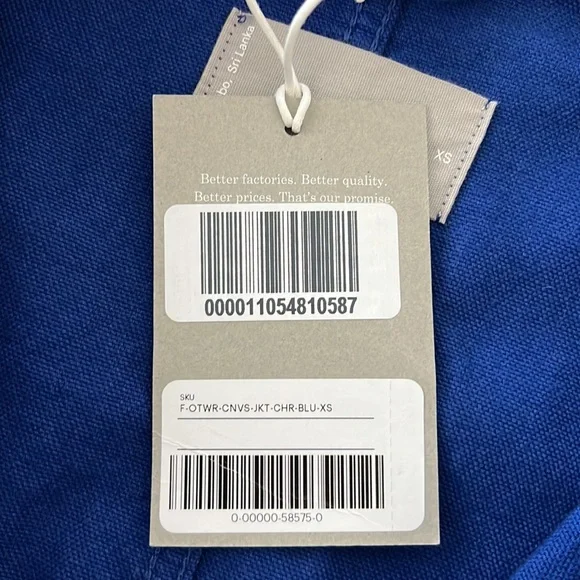 bo, Sri Lanka
XS
Better factories. Better quality.
Better prices. That's our promise.
000011054810587
SKU
F-OTWR-CNVS-JKT-CHR-BLU-XS
0-00000-58575-0